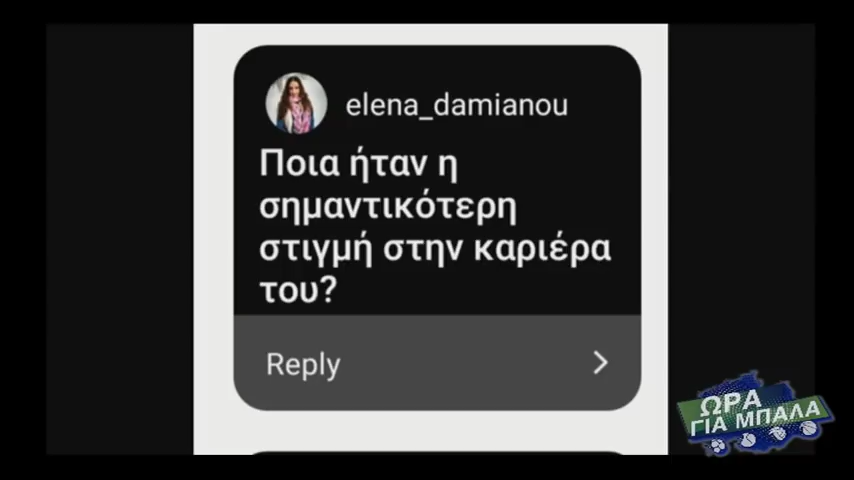 elena_damianou
Ποια ήταν η
σημαντικότερη
στιγμή στην καριέρα
του?
Reply
ΩΡΑ
ΓΙΑ ΜΠΑΛΑ